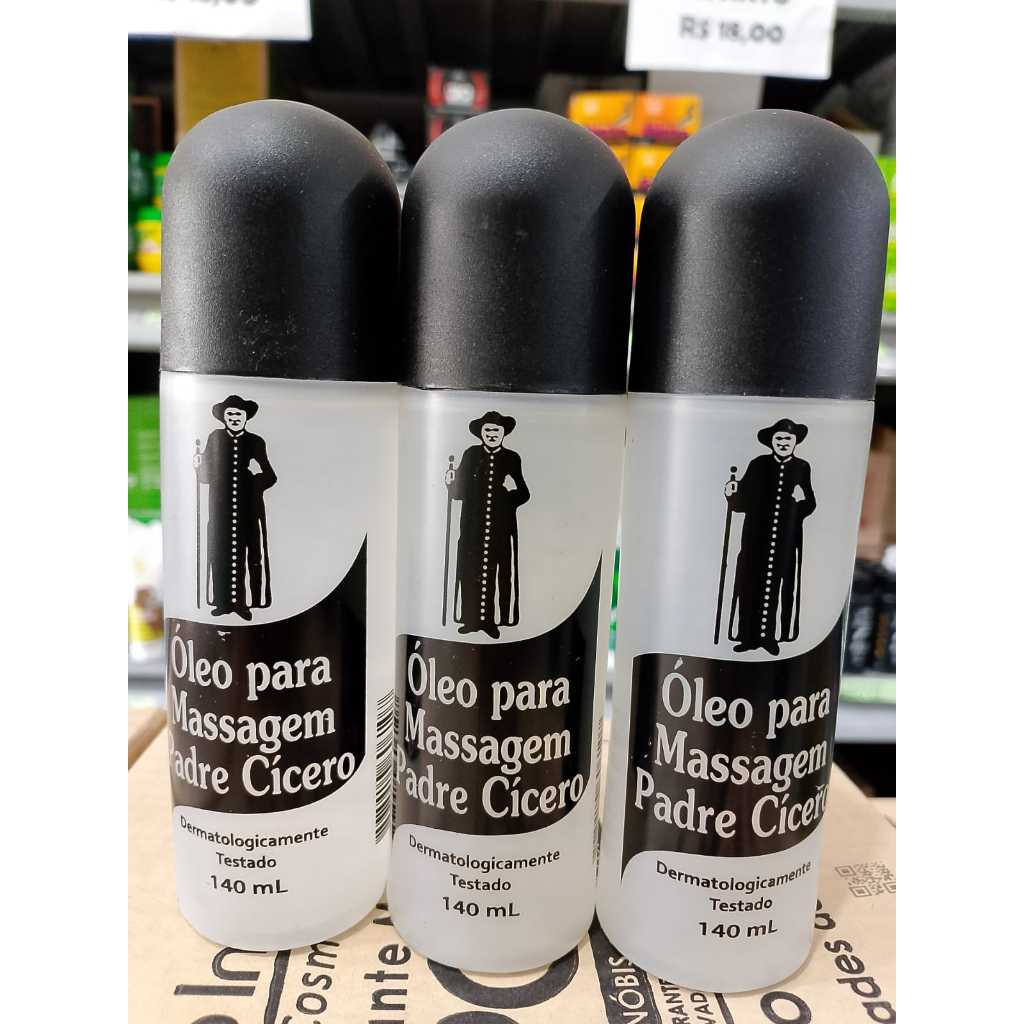 R$ 18,00
Óleo para
Massagem
Padre Cícero
Dermatologicamente
Testado
140 mL
Óleo para
Massagem
Padre Cícero
Dermatologicamente
Testado
140 mL
Óleo para
Massagem
Padre Cícero
Dermatologicamente
Testado
140 mL